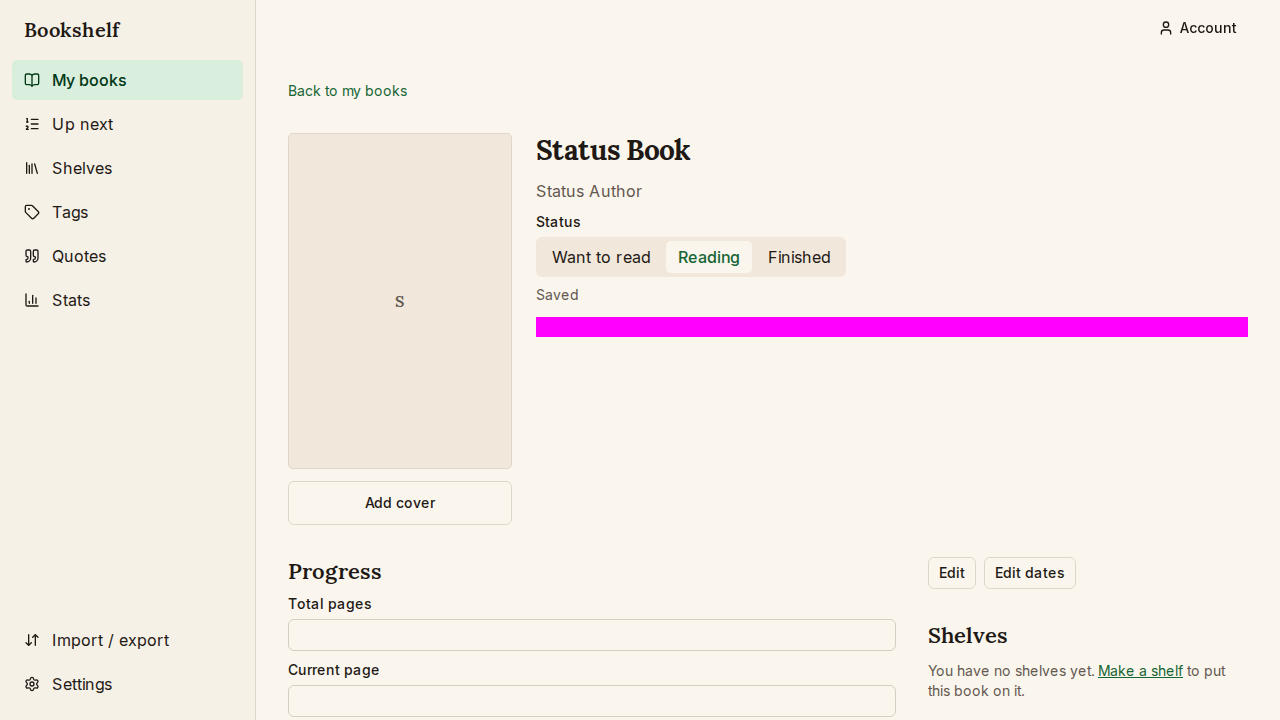 Bookshelf
My books
Up next
Shelves
Tags
Quotes
Stats
Import / export
Settings
Account
Back to my books
S
Add cover
Status Book
Status Author
Status
Want to read Reading Finished
Saved
Progress
Total pages
Current page
Edit Edit dates
Shelves
You have no shelves yet. Make a shelf to put
this book on it.